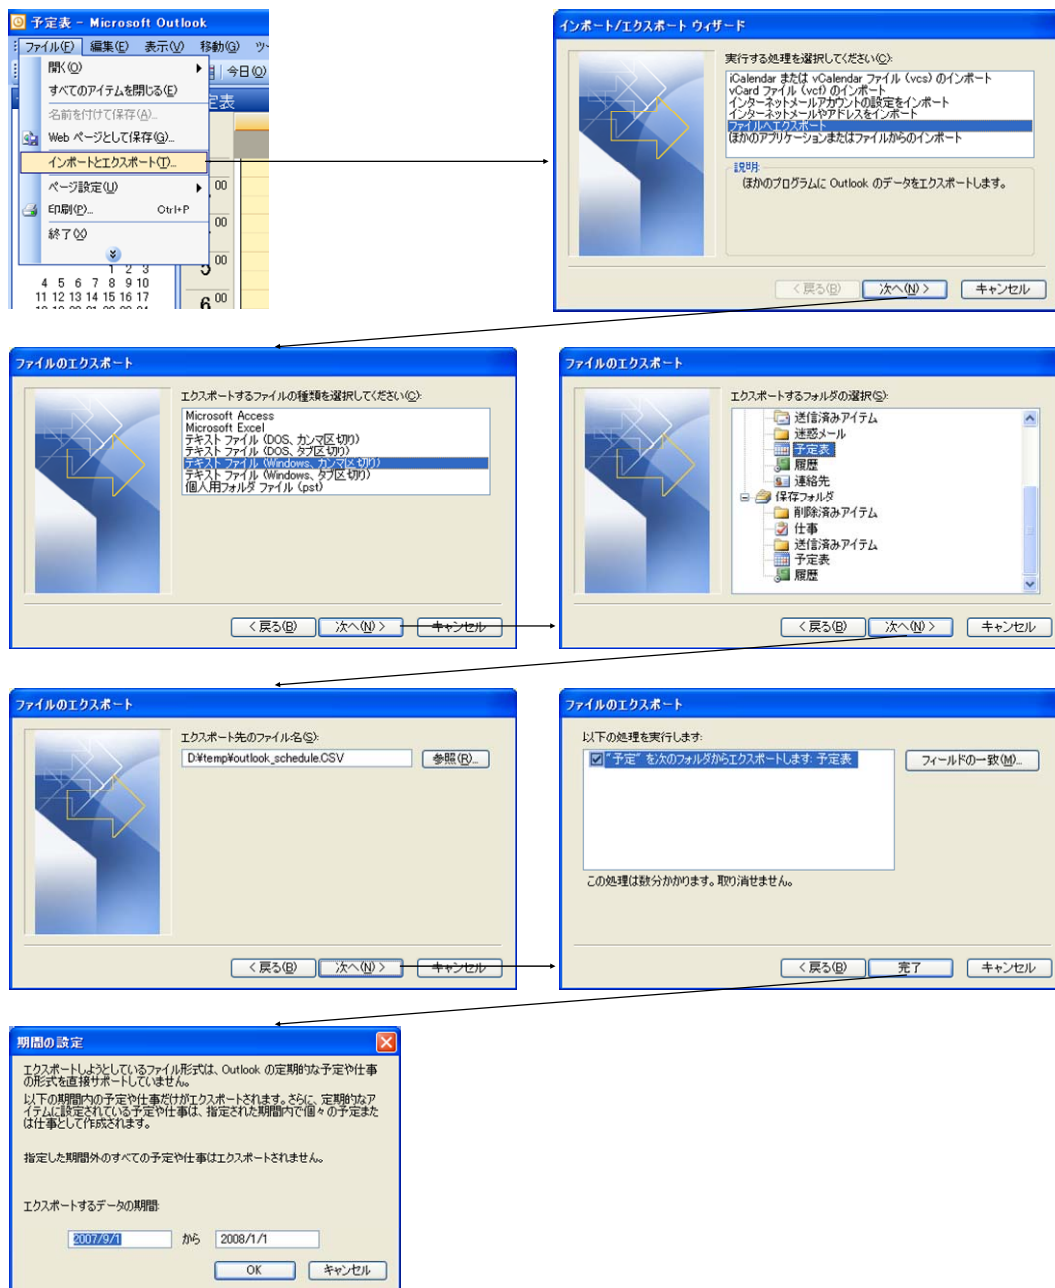 予定表 - Microsoft Outlook
ファイル(F) 編集(E) 表示(V) 移動(G) ツ
開く(O)
今日(O)
すべてのアイテムを閉じる(E)
定表
名前を付けて保存(A)...
Web ページとして保存(G)...
インポートとエクスポート(T)...
ページ設定(U)
00
印刷(P)... Ctrl+P
00
終了(X)
00
1 2 3
4 5 6 7 8 9 10
11 12 13 14 15 16 17
6 00
インポート/エクスポート ウィザード
実行する処理を選択してください(C):
iCalendar または vCalendar ファイル (vcs) のインポート
vCard ファイル (vcf) のインポート
インターネットメールアカウントの設定をインポート
インターネットメールやアドレスをインポート
ファイルへエクスポート
ほかのアプリケーションまたはファイルからのインポート
説明:
ほかのプログラムに Outlook のデータをエクスポートします。
< 戻る(B) 次へ(N) > キャンセル
ファイルのエクスポート
エクスポートするファイルの種類を選択してください(C):
Microsoft Access
Microsoft Excel
テキスト ファイル (DOS、カンマ区切り)
テキスト ファイル (DOS、タブ区切り)
テキスト ファイル (Windows、カンマ区切り)
テキスト ファイル (Windows、タブ区切り)
個人用フォルダ ファイル (pst)
< 戻る(B) 次へ(N) > キャンセル
ファイルのエクスポート
エクスポートするフォルダの選択(S):
送信済みアイテム
迷惑メール
予定表
履歴
連絡先
保存フォルダ
削除済みアイテム
仕事
送信済みアイテム
予定表
履歴
< 戻る(B) 次へ(N) > キャンセル
ファイルのエクスポート
エクスポート先のファイル名(S):
D:¥temp¥outlook_schedule.CSV 参照(R)...
< 戻る(B) 次へ(N) > キャンセル
ファイルのエクスポート
以下の処理を実行します:
"予定" を次のフォルダからエクスポートします: 予定表 フィールドの一致(M)...
この処理は数分かかります。取り消せません。
< 戻る(B) 完了 キャンセル
期間の設定
エクスポートしようとしているファイル形式は、Outlook の定期的な予定や仕事
の形式を直接サポートしていません。
以下の期間内の予定や仕事だけがエクスポートされます。さらに、定期的なア
イテムに設定されている予定や仕事は、指定された期間内で個々の予定また
は仕事として作成されます。
指定した期間外のすべての予定や仕事はエクスポートされません。
エクスポートするデータの期間:
2007/9/1 から 2008/1/1
OK キャンセル